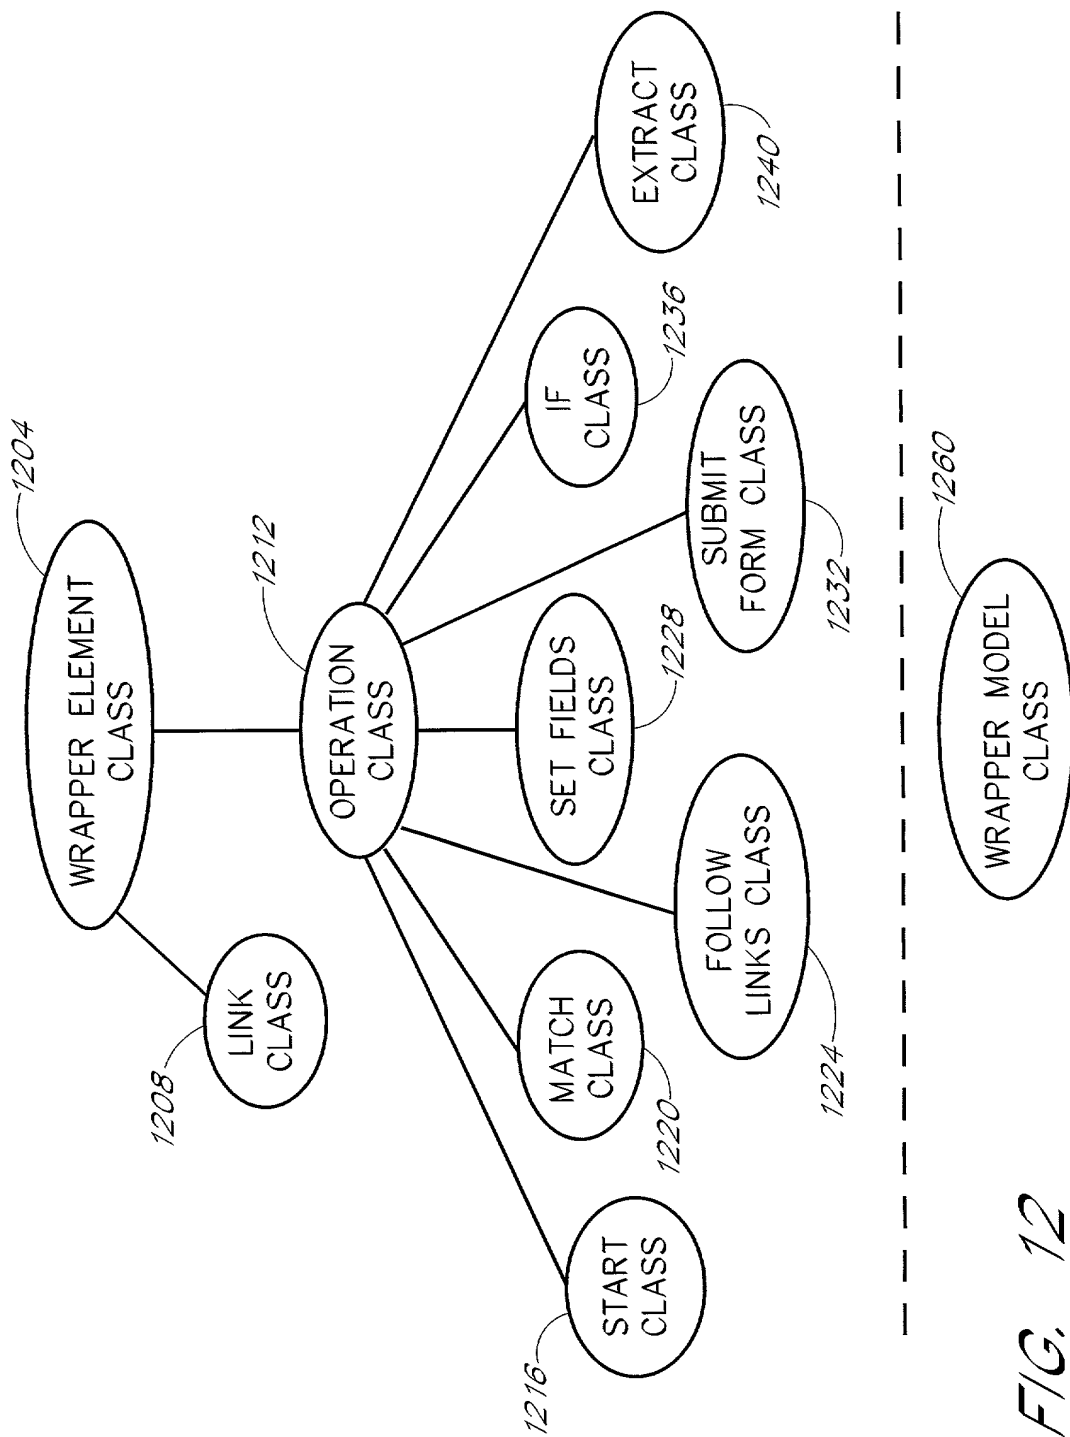 1204
WRAPPER ELEMENT
CLASS
1208
LINK
CLASS
1212
OPERATION
CLASS
1216
START
CLASS
MATCH
CLASS
1220
FOLLOW
LINKS CLASS
1224
SET FIELDS
CLASS
1228
SUBMIT
FORM CLASS
1232
IF
CLASS
1236
EXTRACT
CLASS
1240
1260
WRAPPER MODEL
CLASS
FIG. 12